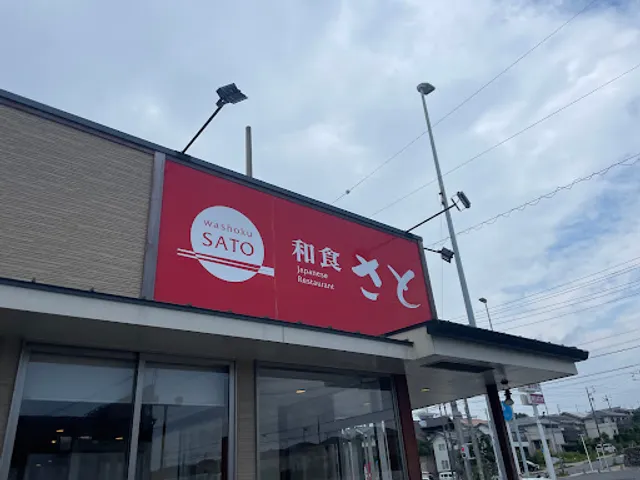 washoku
SATO
和食
Japanese
Restaurant
さと